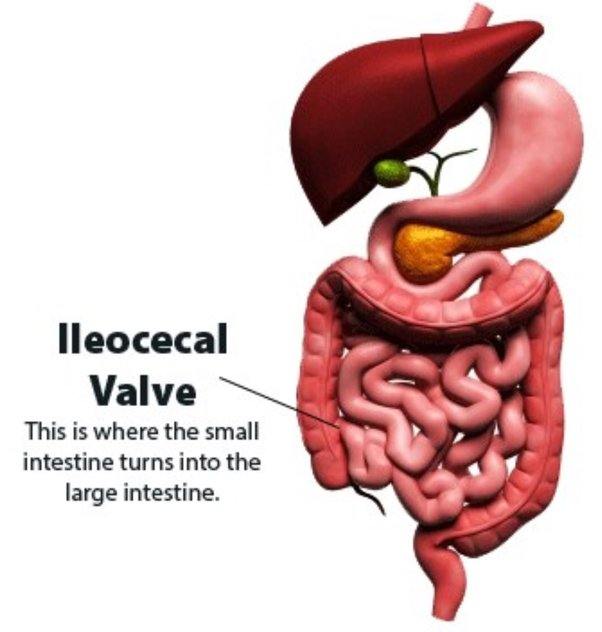 Ileocecal
Valve
This is where the small
intestine turns into the
large intestine.